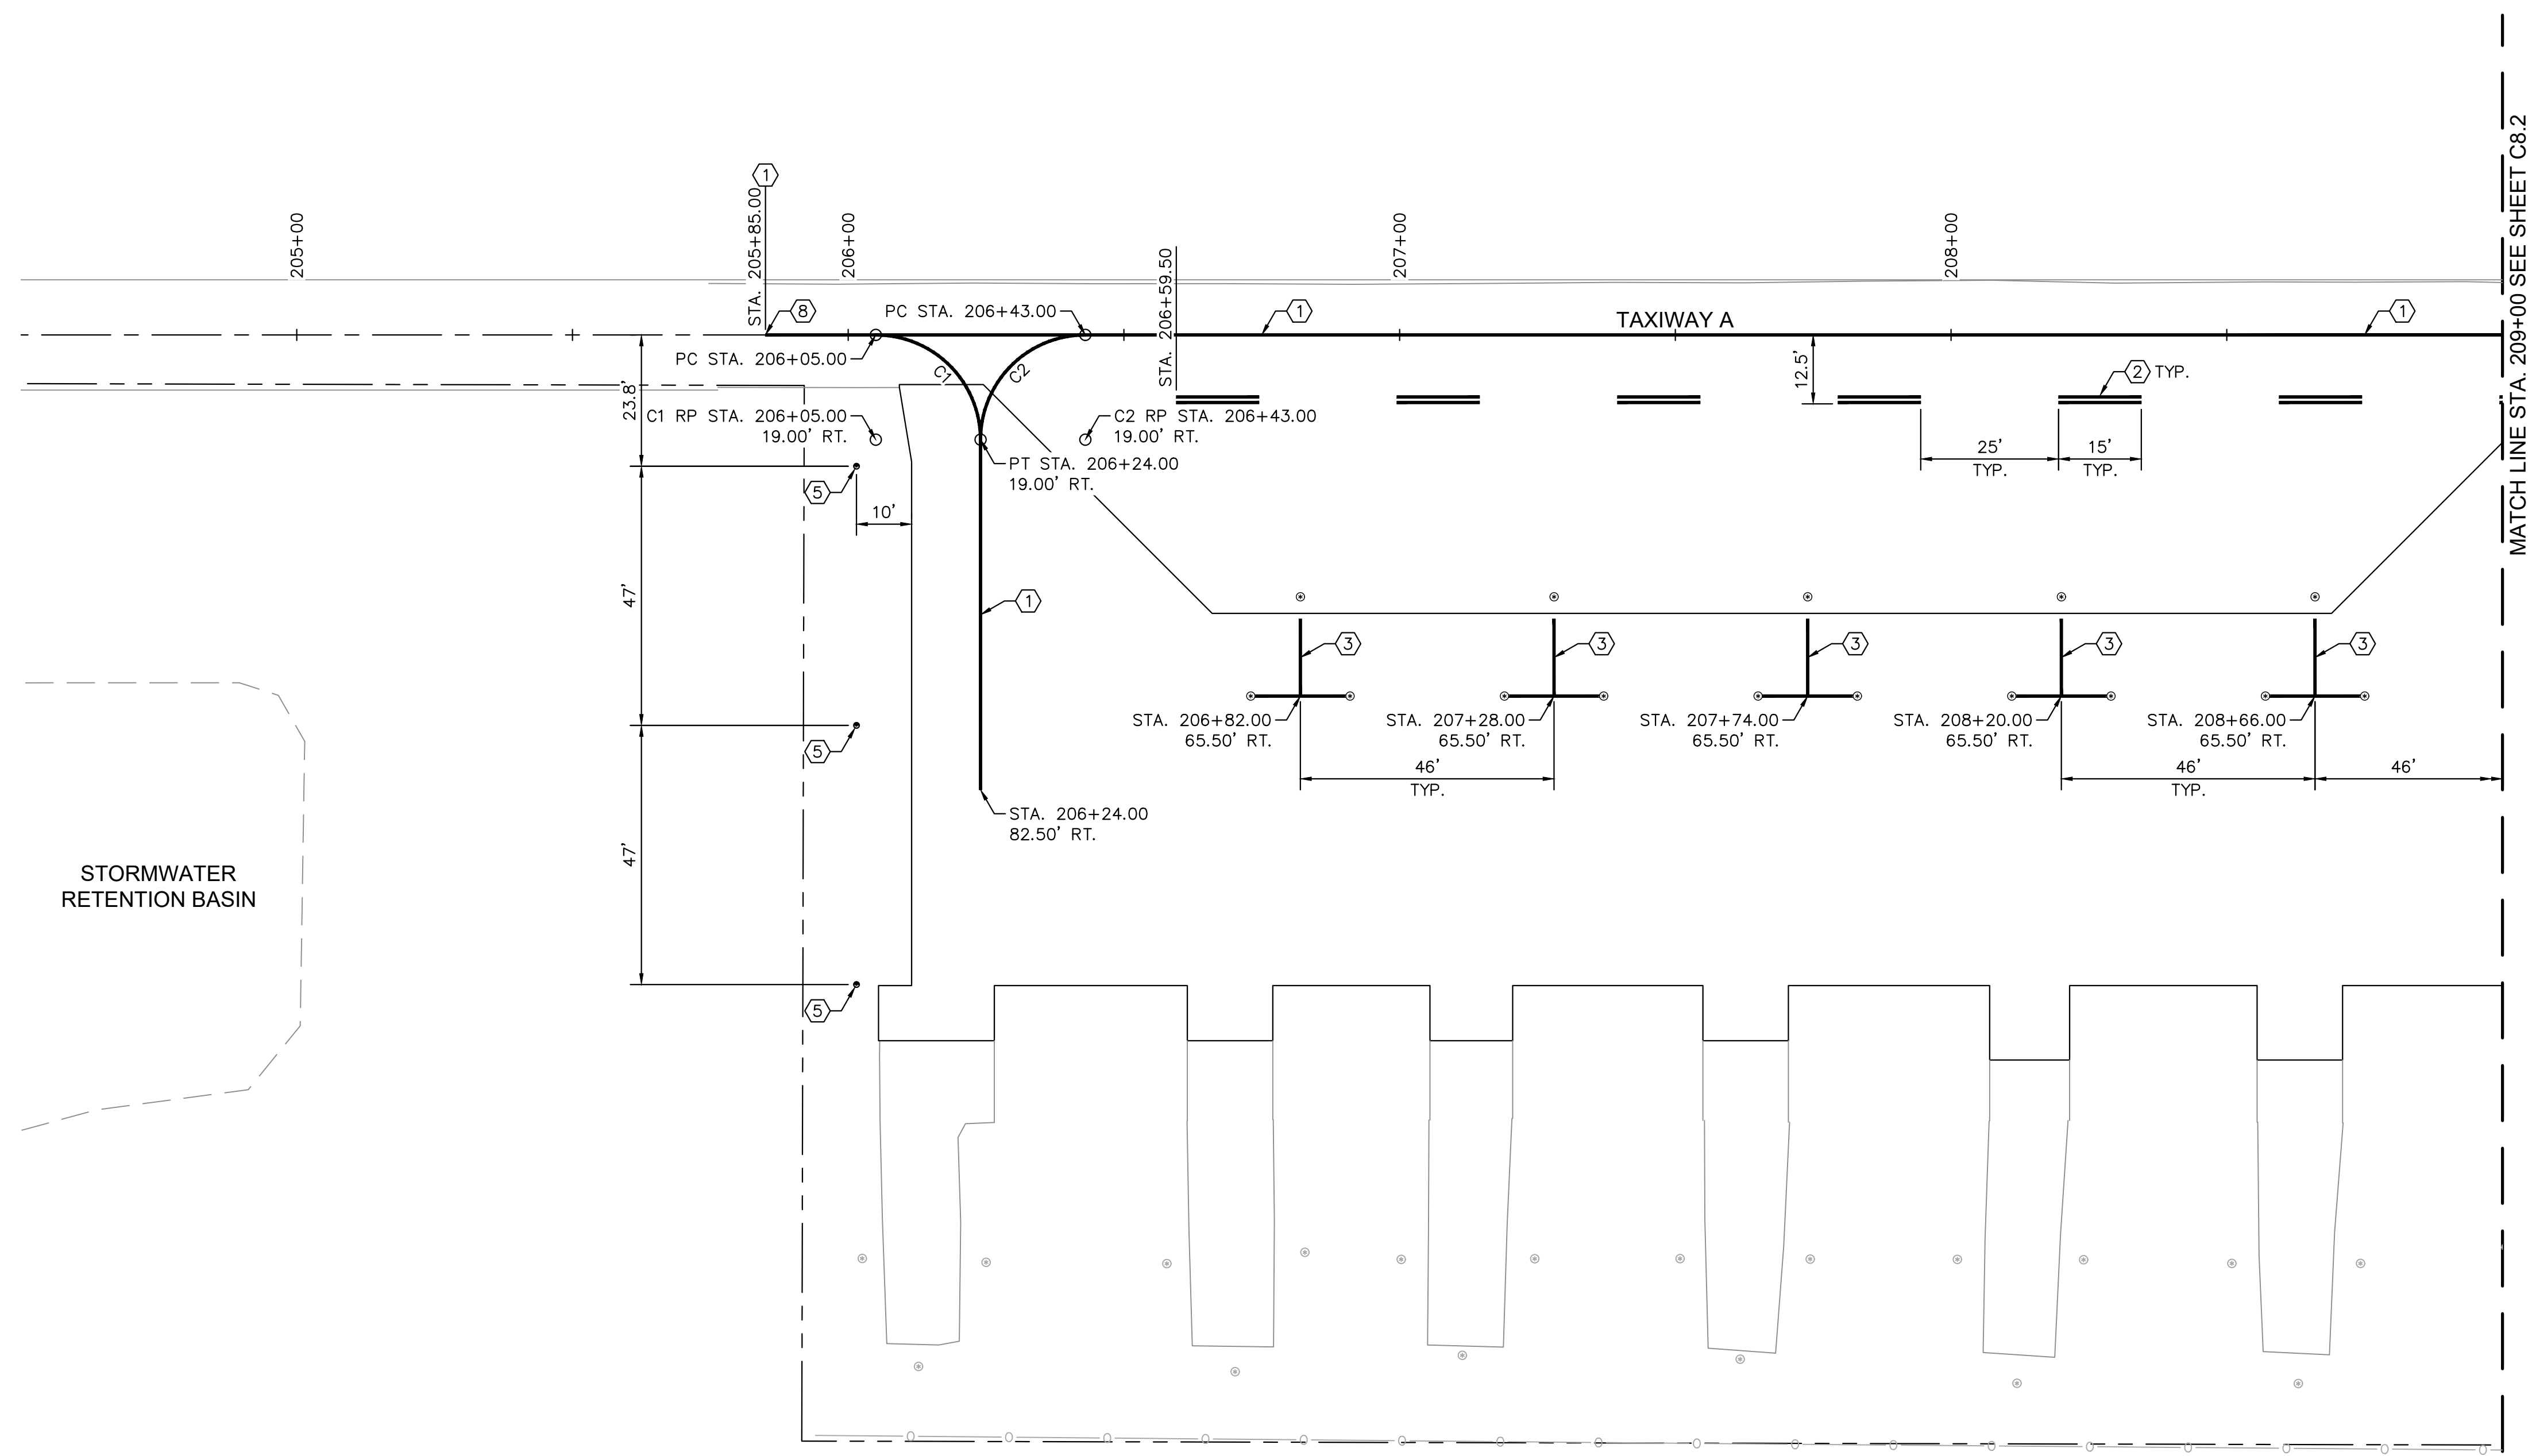 205+00
STA. 205+85.00
1
206+00
STA. 206+59.50
207+00
208+00
MATCH LINE STA. 209+00 SEE SHEET C8.2
8
PC STA. 206+43.00
1
TAXIWAY A
1
PC STA. 206+05.00
C1
C2
12.5'
2 TYP.
23.8'
C1 RP STA. 206+05.00
19.00' RT.
C2 RP STA. 206+43.00
19.00' RT.
25'
TYP.
15'
TYP.
PT STA. 206+24.00
19.00' RT.
5
10'
47'
1
3
3
3
3
3
STA. 206+82.00
65.50' RT.
STA. 207+28.00
65.50' RT.
STA. 207+74.00
65.50' RT.
STA. 208+20.00
65.50' RT.
STA. 208+66.00
65.50' RT.
5
46'
TYP.
46'
TYP.
46'
STA. 206+24.00
82.50' RT.
47'
STORMWATER
RETENTION BASIN
5